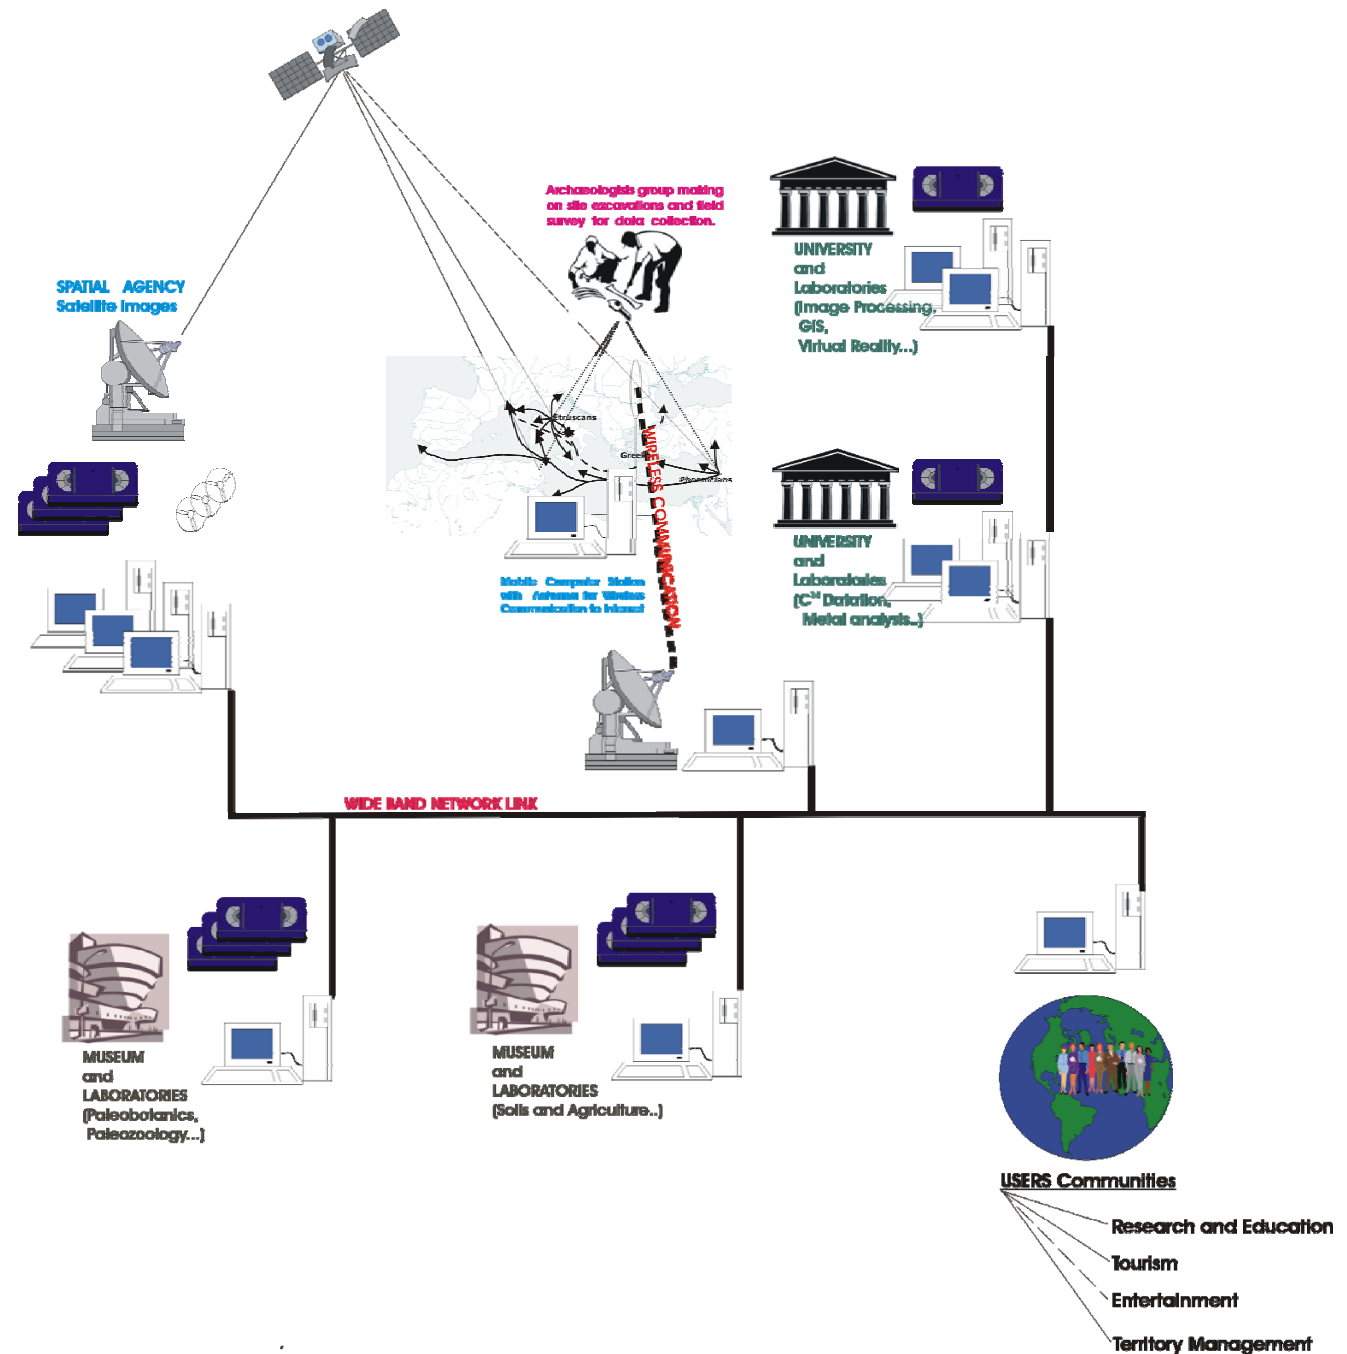 Archaeologists group making
on site excavations and field
survey for data collection.
SPATIAL AGENCY
Satellite Images
UNIVERSITY
and
Laboratories
(Image Processing,
GIS,
Virtual Reality...)
Etruscans
Phoenicians
WIRELESS COMMUNICATION
UNIVERSITY
and
Laboratories
(C14 Datation,
Metal analysis..)
Mobile Computer Station
with Antenna for Wireless
Communication to Internet
WIDE BAND NETWORK LINK
MUSEUM
and
LABORATORIES
(Paleobotanics,
Paleozoology...)
MUSEUM
and
LABORATORIES
(Soils and Agriculture..)
USERS Communities
Research and Education
Tourism
Entertainment
Territory Management